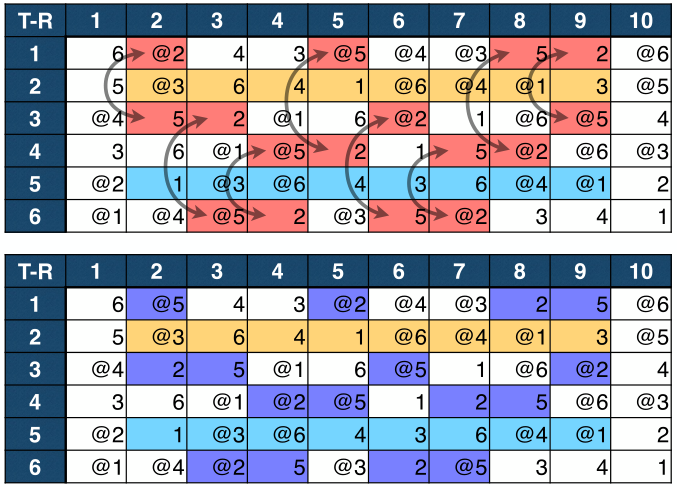 T-R 1 2 3 4 5 6 7 8 9 10
1 6 @2 4 3 @5 @4 @3 5 2 @6
2 5 @3 6 4 1 @6 @4 @1 3 @5
3 @4 5 2 @1 6 @2 1 @6 @5 4
4 3 6 @1 @5 2 1 5 @2 @6 @3
5 @2 1 @3 @6 4 3 6 @4 @1 2
6 @1 @4 @5 2 @3 5 @2 3 4 1
T-R 1 2 3 4 5 6 7 8 9 10
1 6 @5 4 3 @2 @4 @3 2 5 @6
2 5 @3 6 4 1 @6 @4 @1 3 @5
3 @4 2 5 @1 6 @5 1 @6 @2 4
4 3 6 @1 @2 @5 1 2 5 @6 @3
5 @2 1 @3 @6 4 3 6 @4 @1 2
6 @1 @4 @2 5 @3 2 @5 3 4 1